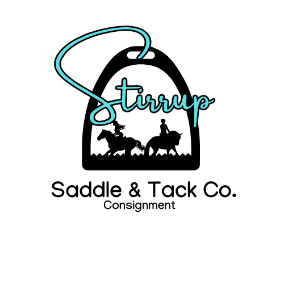 Stirrup
Saddle & Tack Co.
Consignment